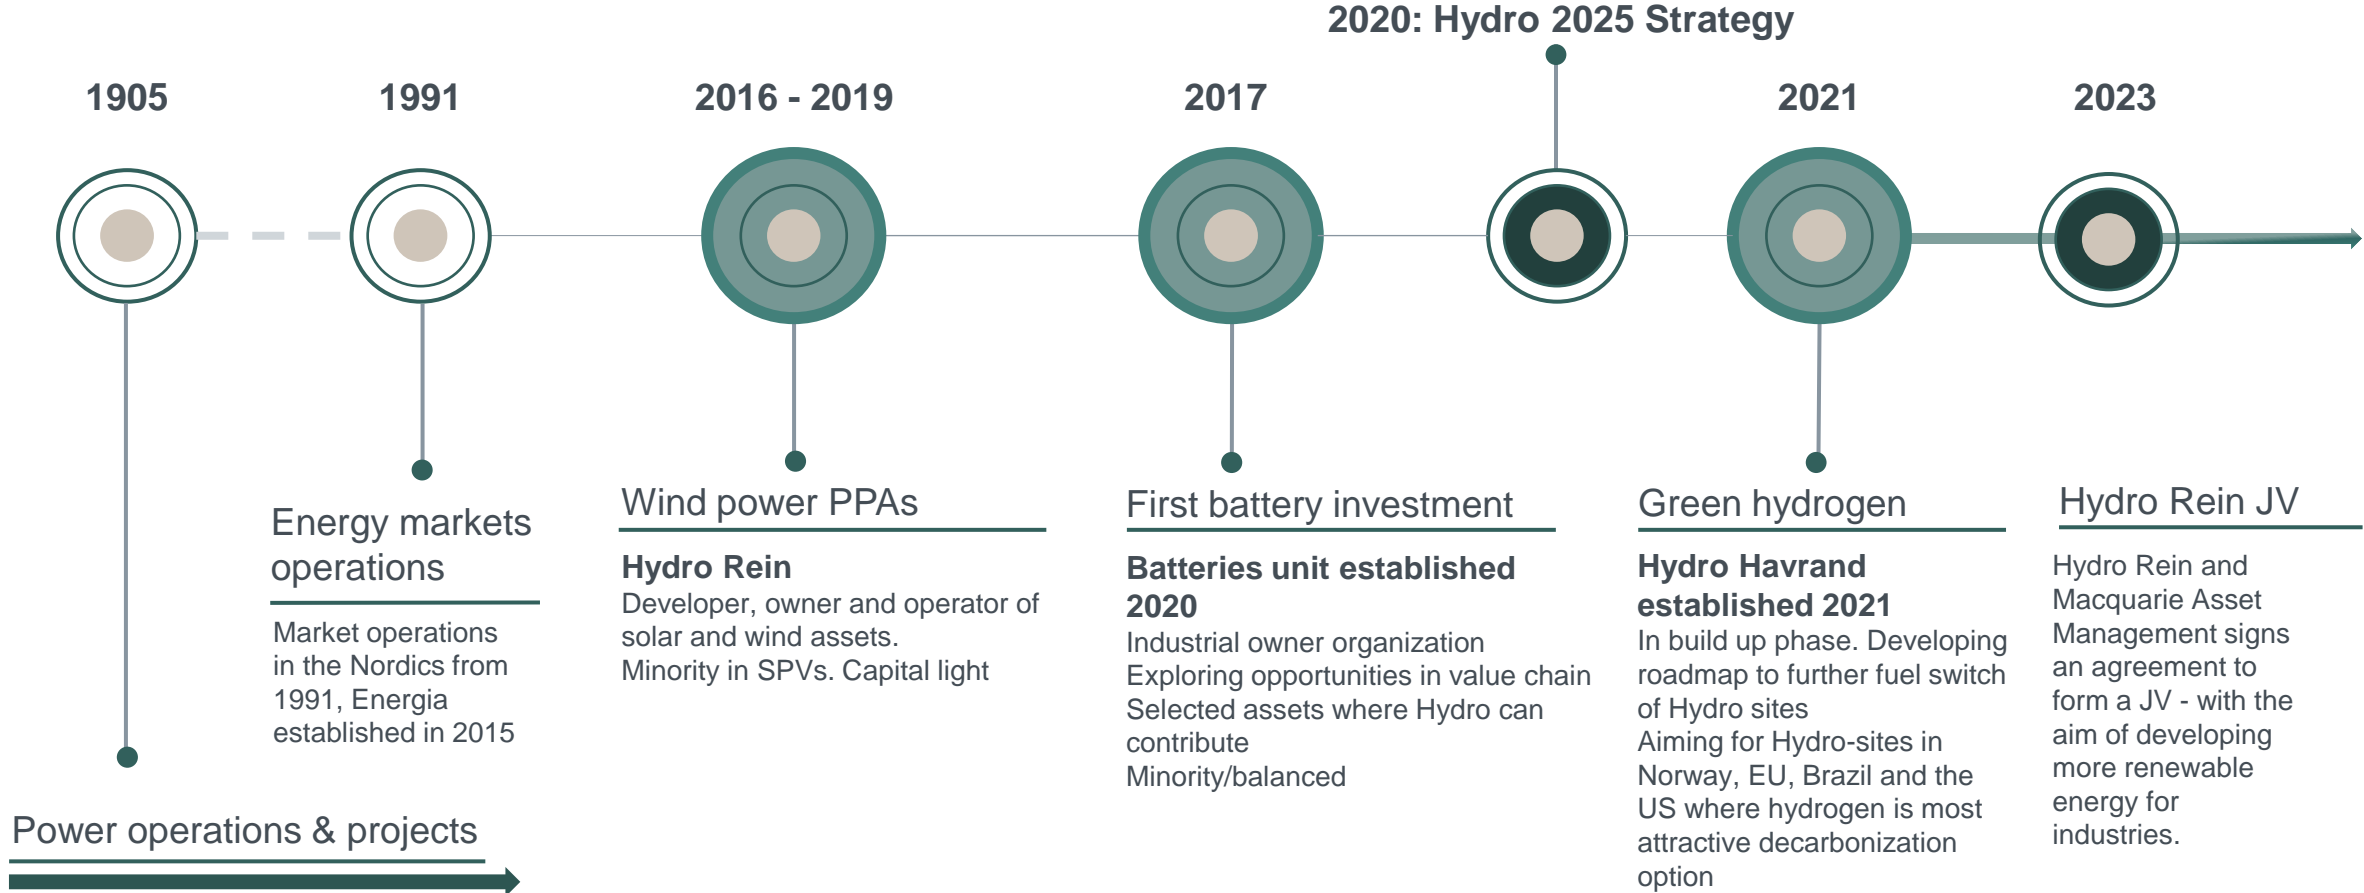 2020: Hydro 2025 Strategy
1905
1991
2016 - 2019
2017
2021
2023
Power operations & projects
Energy markets
operations
Market operations
in the Nordics from
1991, Energia
established in 2015
Wind power PPAs
Hydro Rein
Developer, owner and operator of
solar and wind assets.
Minority in SPVs. Capital light
First battery investment
Batteries unit established
2020
Industrial owner organization
Exploring opportunities in value chain
Selected assets where Hydro can
contribute
Minority/balanced
Green hydrogen
Hydro Havrand
established 2021
In build up phase. Developing
roadmap to further fuel switch
of Hydro sites
Aiming for Hydro-sites in
Norway, EU, Brazil and the
US where hydrogen is most
attractive decarbonization
option
Hydro Rein JV
Hydro Rein and
Macquarie Asset
Management signs
an agreement to
form a JV - with the
aim of developing
more renewable
energy for
industries.